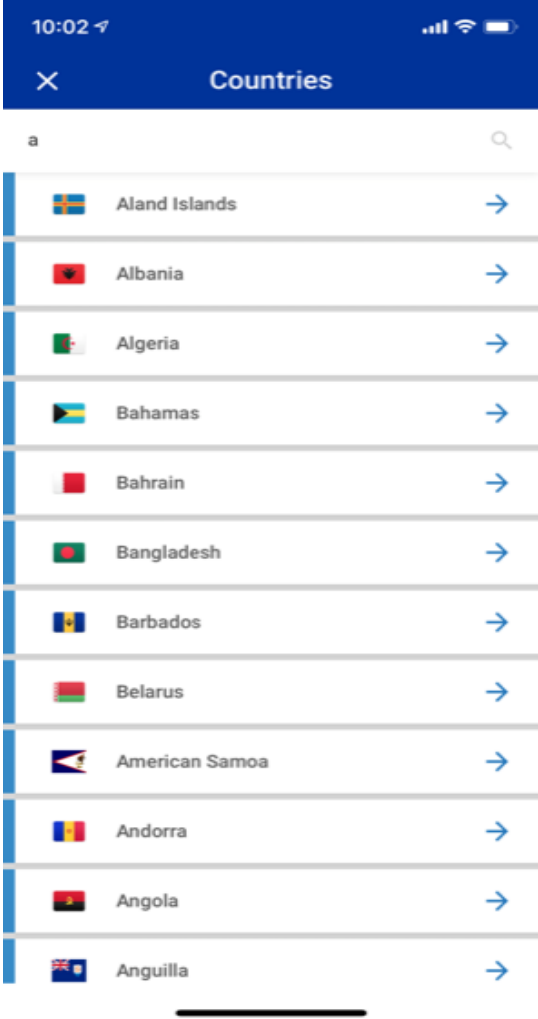 10:02
Countries
a
Aland Islands
Albania
Algeria
Bahamas
Bahrain
Bangladesh
Barbados
Belarus
American Samoa
Andorra
Angola
Anguilla